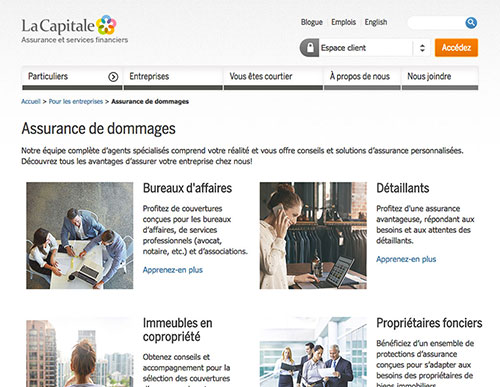 LaCapitale
Assurance et services financiers
Blogue Emplois English
Espace client Accédez
Particuliers Entreprises Vous êtes courtier À propos de nous Nous joindre
Accueil > Pour les entreprises > Assurance de dommages
Assurance de dommages
Notre équipe complète d'agents spécialisés comprend votre réalité et vous offre conseils et solutions d'assurance personnalisées.
Découvrez tous les avantages d'assurer votre entreprise chez nous!
Bureaux d'affaires
Profitez de couvertures
conçues pour les bureaux
d'affaires, de services
professionnels (avocat,
notaire, etc.) et d'associations.
Apprenez-en plus
Détaillants
Profitez d'une assurance
avantageuse, répondant aux
besoins et aux attentes des
détaillants.
Apprenez-en plus
Immeubles en
copropriété
Obtenez conseils et
accompagnement pour la
sélection des couvertures
Propriétaires fonciers
Bénéficiez d'un ensemble de
protections d'assurance
conçues pour s'adapter aux
besoins des propriétaires de
biens immobiliers